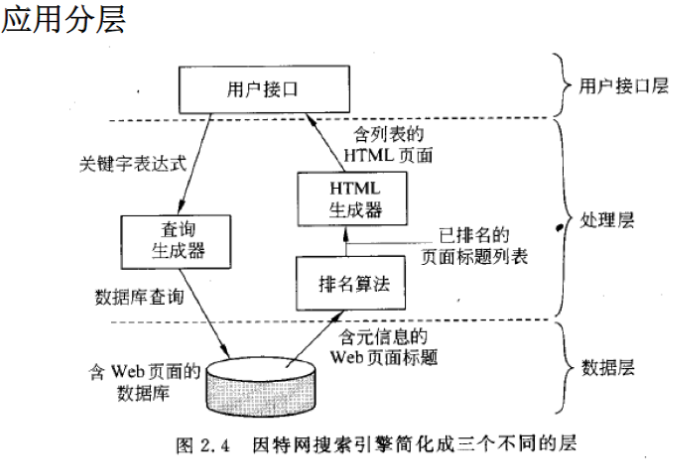 应用分层
用户接口
用户接口层
关键字表达式
含列表的
HTML 页面
HTML
生成器
查询
生成器
处理层
已排名的
页面标题列表
排名算法
数据库查询
含元信息的
Web页面标题
含 Web 页面的
数据库
数据层
图 2.4 因特网搜索引擎简化成三个不同的层